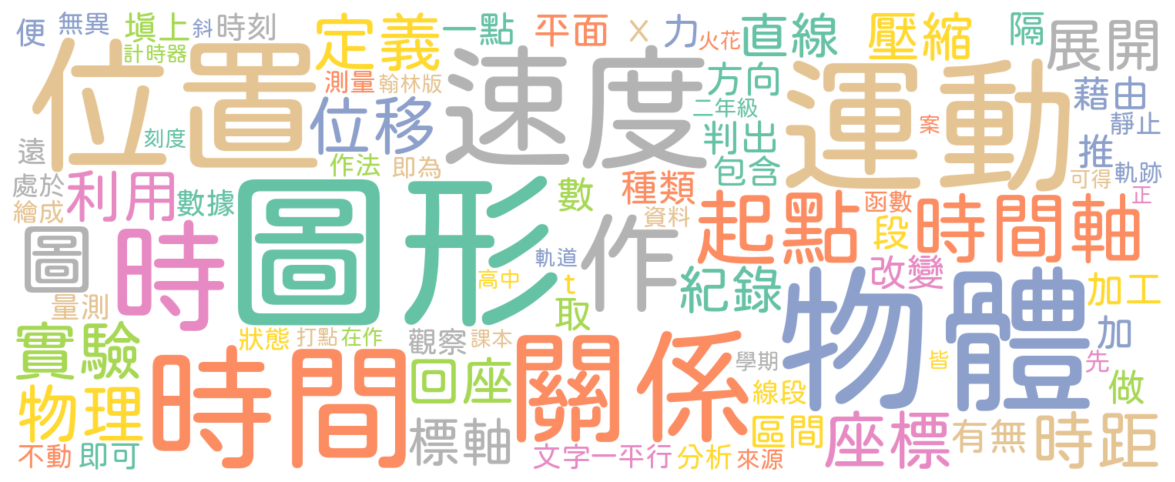 便 無異 填上 斜 時刻 定義 一點 平面 x 力 火花 直線 壓縮 隔 展開
計時器 測量 翰林版 方向 藉由
位置 速度 運動
刻度 位移 二年級 判出 案 靜止
遠 作法 即為 包含 推 軌跡
處於 利用 數據 數 種類 函數 可得 正
繪成 圖形 資料 起點 段 時間軸
圖 時 軌道 作 改變
量測 高中 t 取 紀錄 物體 加工
實驗 狀態 打點 在作 觀察 課本 加
時間 關係 學期 皆 先
物理 回座 線段 做
標軸 區間 座標 有無 時距
不動 即可 文字一平行 分析 來源